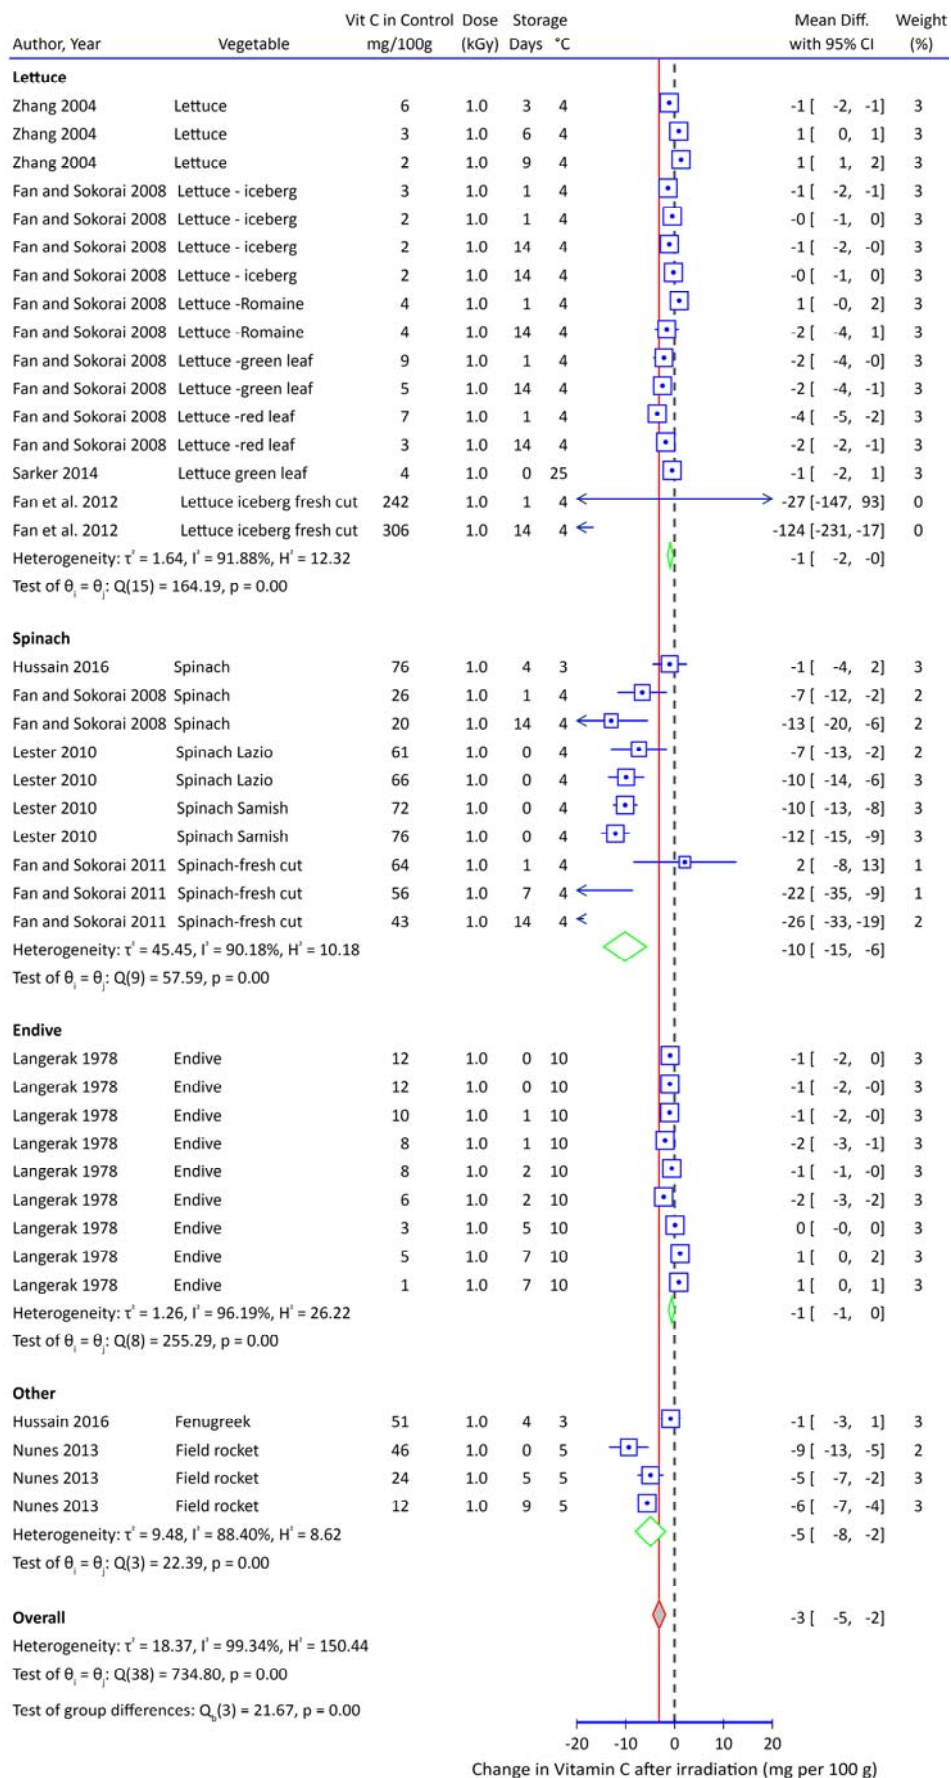 Vit C in Control Dose Storage Mean Diff. Weight
Author, Year Vegetable mg/100g (kGy) Days °C with 95% CI (%)
Lettuce
Zhang 2004 Lettuce 6 1.0 3 4 -1 [ -2, -1] 3
Zhang 2004 Lettuce 3 1.0 6 4 1 [ 0, 1] 3
Zhang 2004 Lettuce 2 1.0 9 4 1 [ 1, 2] 3
Fan and Sokorai 2008 Lettuce - iceberg 3 1.0 1 4 -1 [ -2, -1] 3
Fan and Sokorai 2008 Lettuce - iceberg 2 1.0 1 4 -0 [ -1, 0] 3
Fan and Sokorai 2008 Lettuce - iceberg 2 1.0 14 4 -1 [ -2, -0] 3
Fan and Sokorai 2008 Lettuce - iceberg 2 1.0 14 4 -0 [ -1, 0] 3
Fan and Sokorai 2008 Lettuce -Romaine 4 1.0 1 4 1 [ -0, 2] 3
Fan and Sokorai 2008 Lettuce -Romaine 4 1.0 14 4 -2 [ -4, 1] 3
Fan and Sokorai 2008 Lettuce -green leaf 9 1.0 1 4 -2 [ -4, -0] 3
Fan and Sokorai 2008 Lettuce -green leaf 5 1.0 14 4 -2 [ -4, -1] 3
Fan and Sokorai 2008 Lettuce -red leaf 7 1.0 1 4 -4 [ -5, -2] 3
Fan and Sokorai 2008 Lettuce -red leaf 3 1.0 14 4 -2 [ -2, -1] 3
Sarker 2014 Lettuce green leaf 4 1.0 0 25 -1 [ -2, 1] 3
Fan et al. 2012 Lettuce iceberg fresh cut 242 1.0 1 4 -27 [-147, 93] 0
Fan et al. 2012 Lettuce iceberg fresh cut 306 1.0 14 4 -124 [-231, -17] 0
Heterogeneity: τ² = 1.64, I² = 91.88%, H² = 12.32 -1 [ -2, -0]
Test of θᵢ = θⱼ: Q(15) = 164.19, p = 0.00
Spinach
Hussain 2016 Spinach 76 1.0 4 3 -1 [ -4, 2] 3
Fan and Sokorai 2008 Spinach 26 1.0 1 4 -7 [ -12, -2] 2
Fan and Sokorai 2008 Spinach 20 1.0 14 4 -13 [ -20, -6] 2
Lester 2010 Spinach Lazio 61 1.0 0 4 -7 [ -13, -2] 2
Lester 2010 Spinach Lazio 66 1.0 0 4 -10 [ -14, -6] 3
Lester 2010 Spinach Samish 72 1.0 0 4 -10 [ -13, -8] 3
Lester 2010 Spinach Samish 76 1.0 0 4 -12 [ -15, -9] 3
Fan and Sokorai 2011 Spinach-fresh cut 64 1.0 1 4 2 [ -8, 13] 1
Fan and Sokorai 2011 Spinach-fresh cut 56 1.0 7 4 -22 [ -35, -9] 1
Fan and Sokorai 2011 Spinach-fresh cut 43 1.0 14 4 -26 [ -33, -19] 2
Heterogeneity: τ² = 45.45, I² = 90.18%, H² = 10.18 -10 [ -15, -6]
Test of θᵢ = θⱼ: Q(9) = 57.59, p = 0.00
Endive
Langerak 1978 Endive 12 1.0 0 10 -1 [ -2, 0] 3
Langerak 1978 Endive 12 1.0 0 10 -1 [ -2, -0] 3
Langerak 1978 Endive 10 1.0 1 10 -1 [ -2, -0] 3
Langerak 1978 Endive 8 1.0 1 10 -2 [ -3, -1] 3
Langerak 1978 Endive 8 1.0 2 10 -1 [ -1, -0] 3
Langerak 1978 Endive 6 1.0 2 10 -2 [ -3, -2] 3
Langerak 1978 Endive 3 1.0 5 10 0 [ -0, 0] 3
Langerak 1978 Endive 5 1.0 7 10 1 [ 0, 2] 3
Langerak 1978 Endive 1 1.0 7 10 1 [ 0, 1] 3
Heterogeneity: τ² = 1.26, I² = 96.19%, H² = 26.22 -1 [ -1, 0]
Test of θᵢ = θⱼ: Q(8) = 255.29, p = 0.00
Other
Hussain 2016 Fenugreek 51 1.0 4 3 -1 [ -3, 1] 3
Nunes 2013 Field rocket 46 1.0 0 5 -9 [ -13, -5] 2
Nunes 2013 Field rocket 24 1.0 5 5 -5 [ -7, -2] 3
Nunes 2013 Field rocket 12 1.0 9 5 -6 [ -7, -4] 3
Heterogeneity: τ² = 9.48, I² = 88.40%, H² = 8.62 -5 [ -8, -2]
Test of θᵢ = θⱼ: Q(3) = 22.39, p = 0.00
Overall -3 [ -5, -2]
Heterogeneity: τ² = 18.37, I² = 99.34%, H² = 150.44
Test of θᵢ = θⱼ: Q(38) = 734.80, p = 0.00
Test of group differences: Q_b(3) = 21.67, p = 0.00
-20 -10 0 10 20
Change in Vitamin C after irradiation (mg per 100 g)